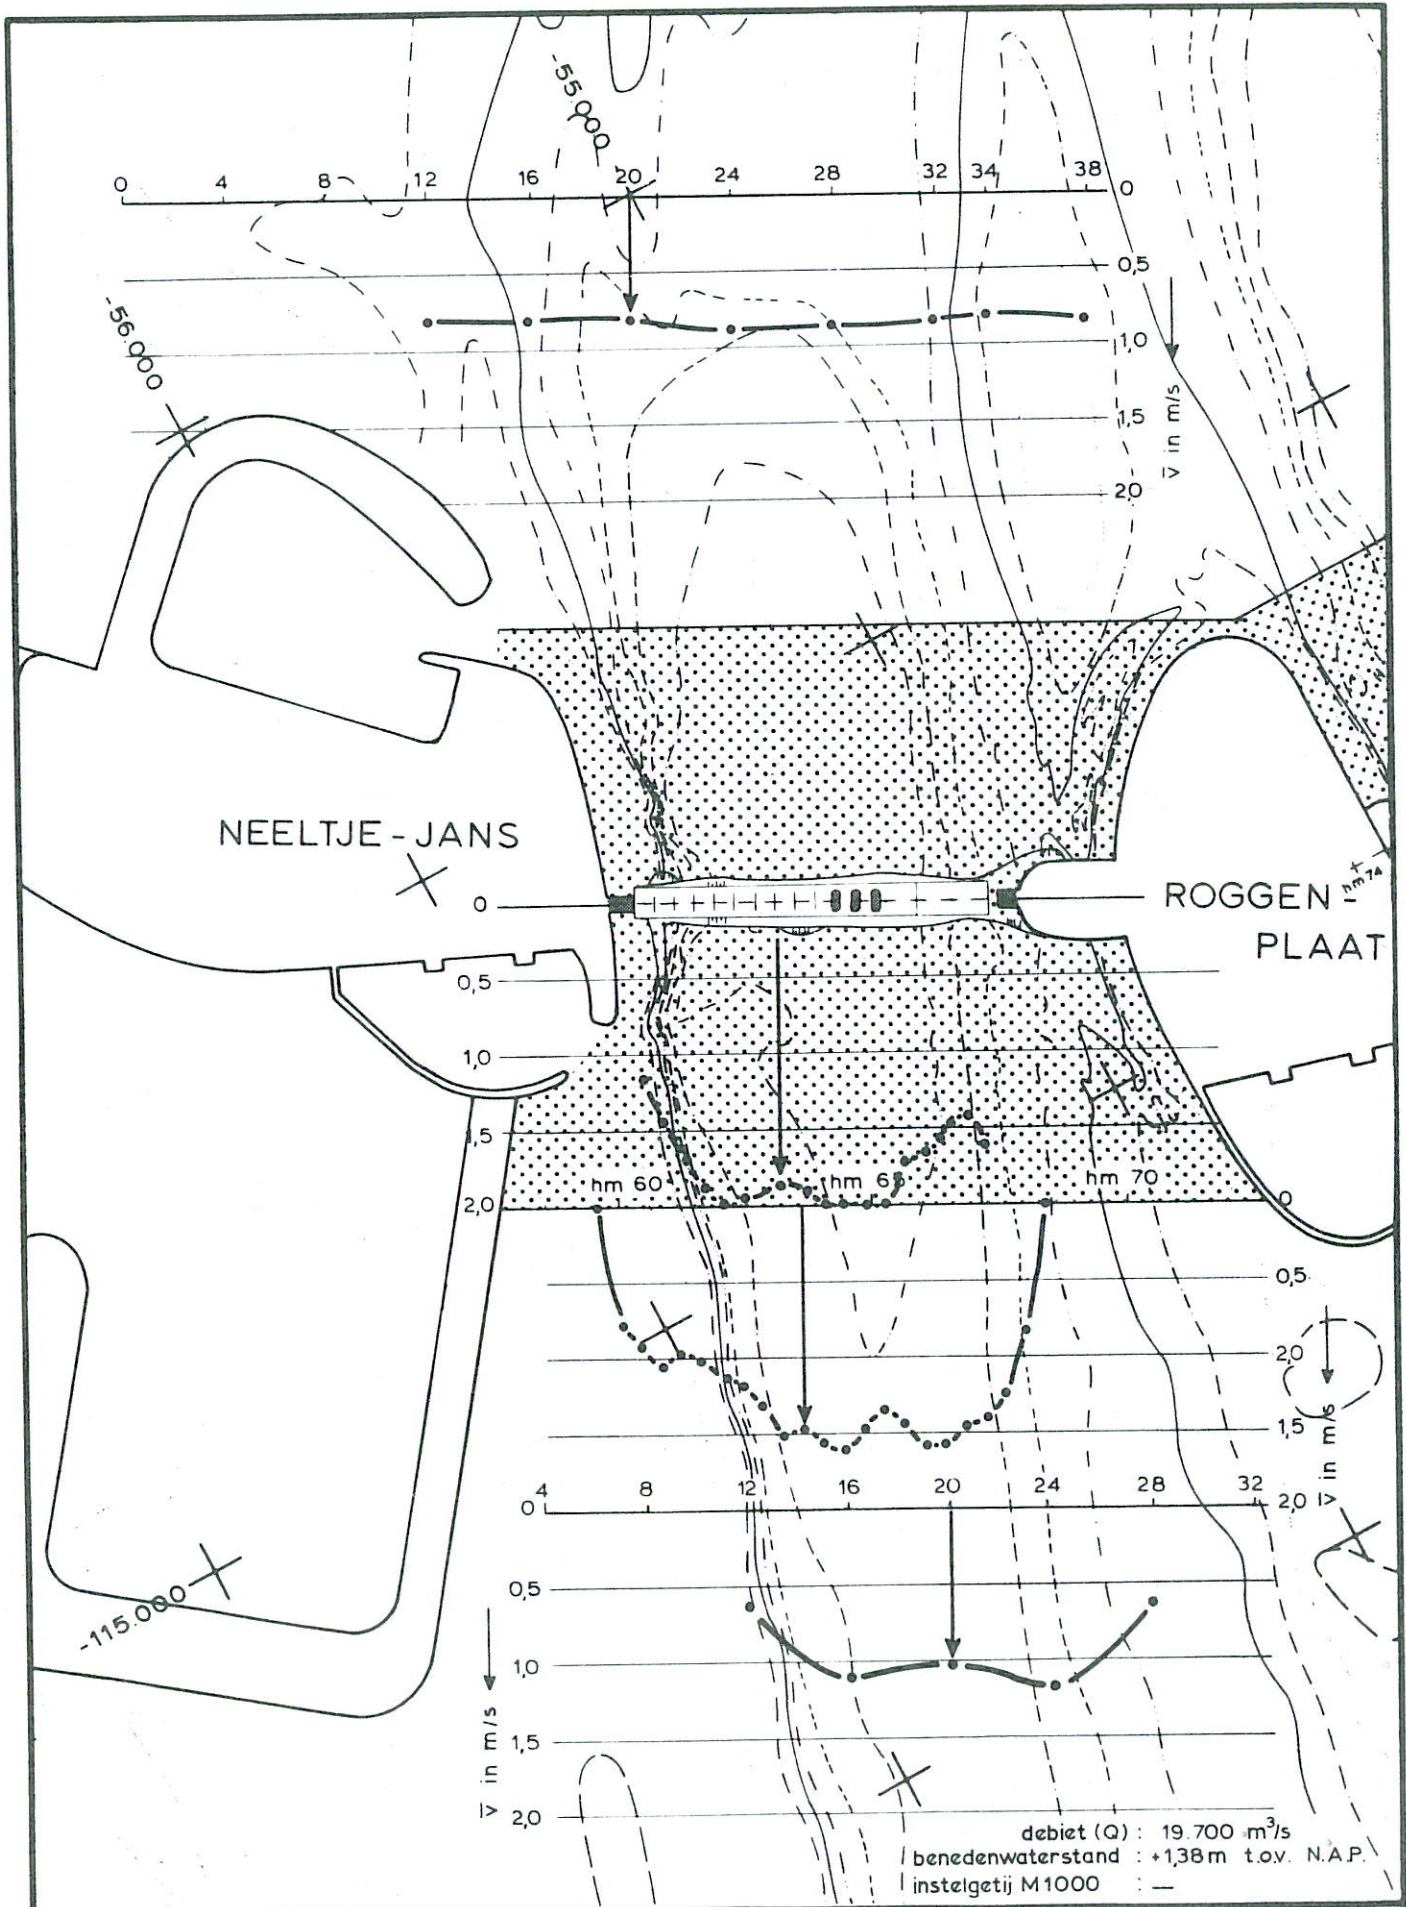 -55.000
0 4 8 12 16 20 24 28 32 34 38
0
0,5
1,0
1,5
2,0
v̅ in m/s
-56.000
NEELTJE-JANS
ROGGEN-
PLAAT
hm 74
0
0,5
1,0
1,5
2,0
hm 60 hm 65 hm 70
0
0,5
2,0
1,5
2,0
v̅ in m/s
4 8 12 16 20 24 28 32
0
0,5
1,0
1,5
2,0
v̅ in m/s
-115.000
debiet (Q) : 19.700 m³/s
benedenwaterstand : +1,38m t.o.v. N.A.P.
instelgetij M1000 : —